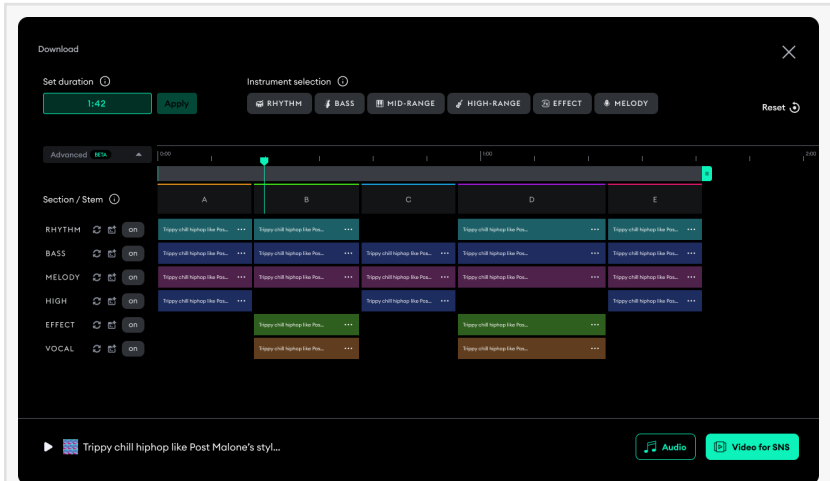 Download
Set duration
Instrument selection
1:42
Apply
RHYTHM
BASS
MID-RANGE
HIGH-RANGE
EFFECT
MELODY
Reset
Advanced BETA
0:00
1:00
2:00
Section / Stem
A
B
C
D
E
RHYTHM on Trippy chill hiphop like Pos... Trippy chill hiphop like Pos... Trippy chill hiphop like Pos... Trippy chill hiphop like Pos...
BASS on Trippy chill hiphop like Pos... Trippy chill hiphop like Pos... Trippy chill hiphop like Pos... Trippy chill hiphop like Pos... Trippy chill hiphop like Pos...
MELODY on Trippy chill hiphop like Pos... Trippy chill hiphop like Pos... Trippy chill hiphop like Pos... Trippy chill hiphop like Pos... Trippy chill hiphop like Pos...
HIGH on Trippy chill hiphop like Pos... Trippy chill hiphop like Pos... Trippy chill hiphop like Pos...
EFFECT on Trippy chill hiphop like Pos... Trippy chill hiphop like Pos...
VOCAL on Trippy chill hiphop like Pos... Trippy chill hiphop like Pos...
Trippy chill hiphop like Post Malone's styl...
Audio
Video for SNS